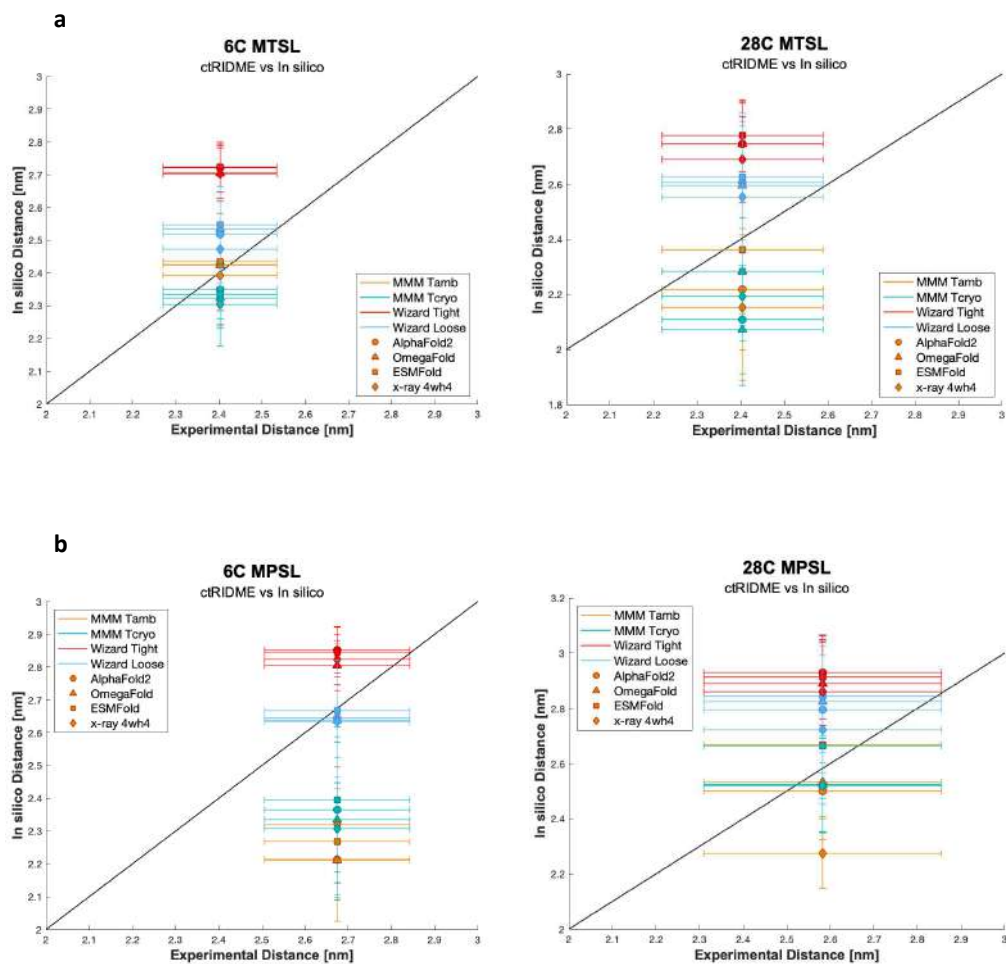 a
6C MTSL
ctRIDME vs In silico
3
2.9
2.8
2.7
2.6
2.5
2.4
2.3
2.2
2.1
2
In silico Distance [nm]
MMM Tamb
MMM Tcryo
Wizard Tight
Wizard Loose
AlphaFold2
OmegaFold
ESMFold
x-ray 4wh4
2 2.1 2.2 2.3 2.4 2.5 2.6 2.7 2.8 2.9 3
Experimental Distance [nm]
28C MTSL
ctRIDME vs In silico
3
2.8
2.6
2.4
2.2
2
1.8
In silico Distance [nm]
MMM Tamb
MMM Tcryo
Wizard Tight
Wizard Loose
AlphaFold2
OmegaFold
ESMFold
x-ray 4wh4
2 2.1 2.2 2.3 2.4 2.5 2.6 2.7 2.8 2.9 3
Experimental Distance [nm]
b
6C MPSL
ctRIDME vs In silico
3
2.9
2.8
2.7
2.6
2.5
2.4
2.3
2.2
2.1
2
In silico Distance [nm]
MMM Tamb
MMM Tcryo
Wizard Tight
Wizard Loose
AlphaFold2
OmegaFold
ESMFold
x-ray 4wh4
2 2.1 2.2 2.3 2.4 2.5 2.6 2.7 2.8 2.9 3
Experimental Distance [nm]
28C MPSL
ctRIDME vs In silico
3.2
3
2.8
2.6
2.4
2.2
2
In silico Distance [nm]
MMM Tamb
MMM Tcryo
Wizard Tight
Wizard Loose
AlphaFold2
OmegaFold
ESMFold
x-ray 4wh4
2 2.1 2.2 2.3 2.4 2.5 2.6 2.7 2.8 2.9 3
Experimental Distance [nm]